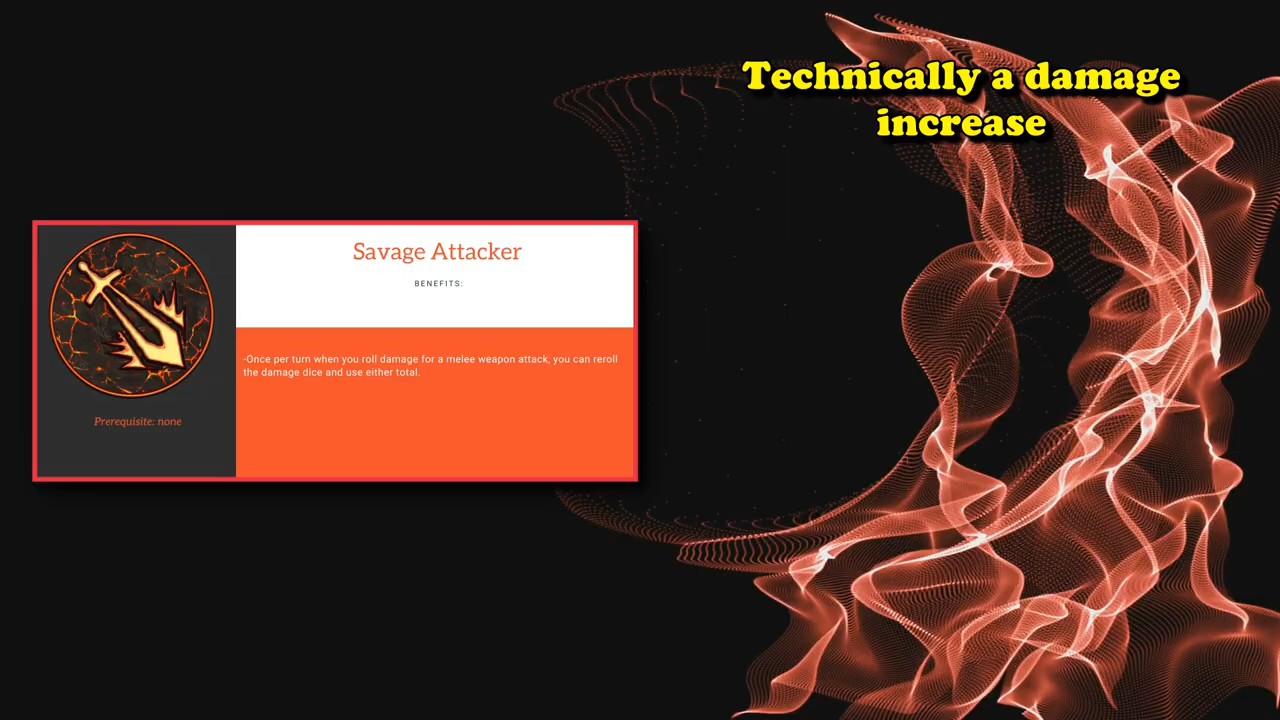 Technically a damage
increase
Savage Attacker
BENEFITS:
-Once per turn when you roll damage for a melee weapon attack, you can reroll
the damage dice and use either total.
Prerequisite: none